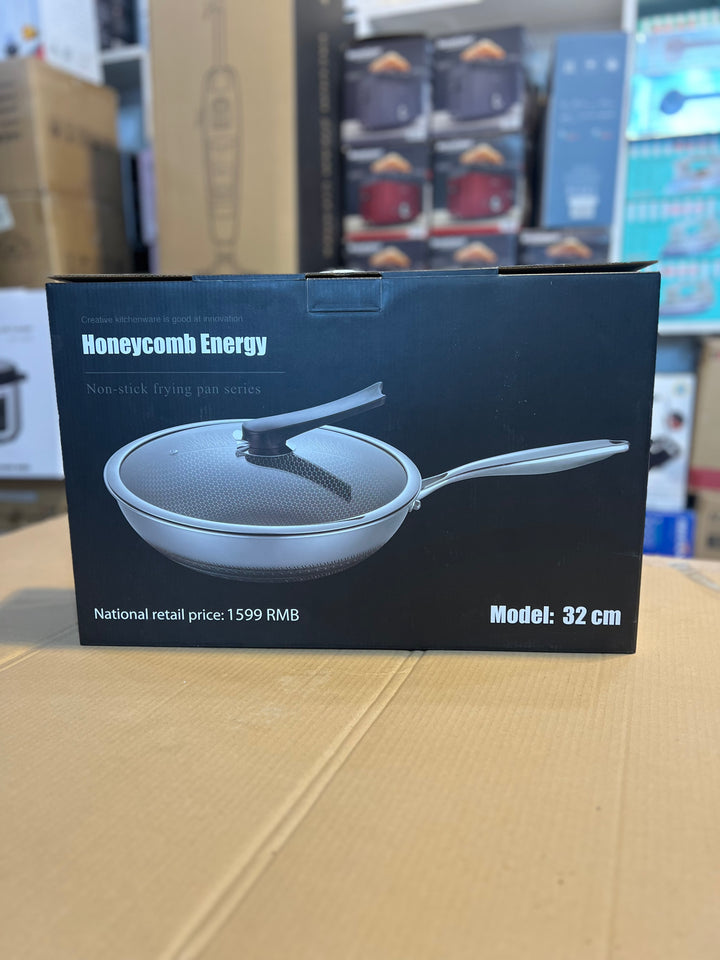 Creative kitchenware is good at innovation
Honeycomb Energy
Non-stick frying pan series
National retail price: 1599 RMB
Model: 32 cm